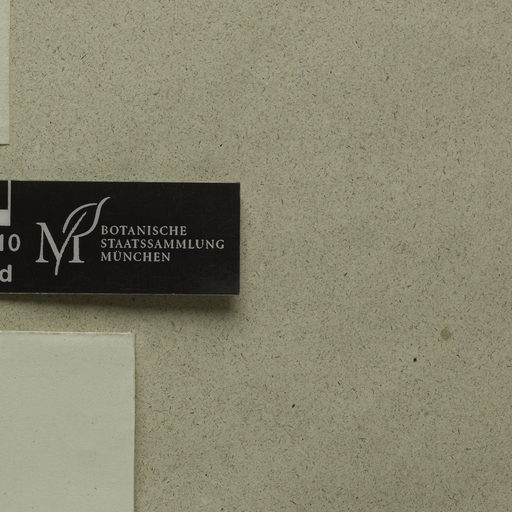 10
d
M
BOTANISCHE
STAATSSAMMLUNG
MÜNCHEN